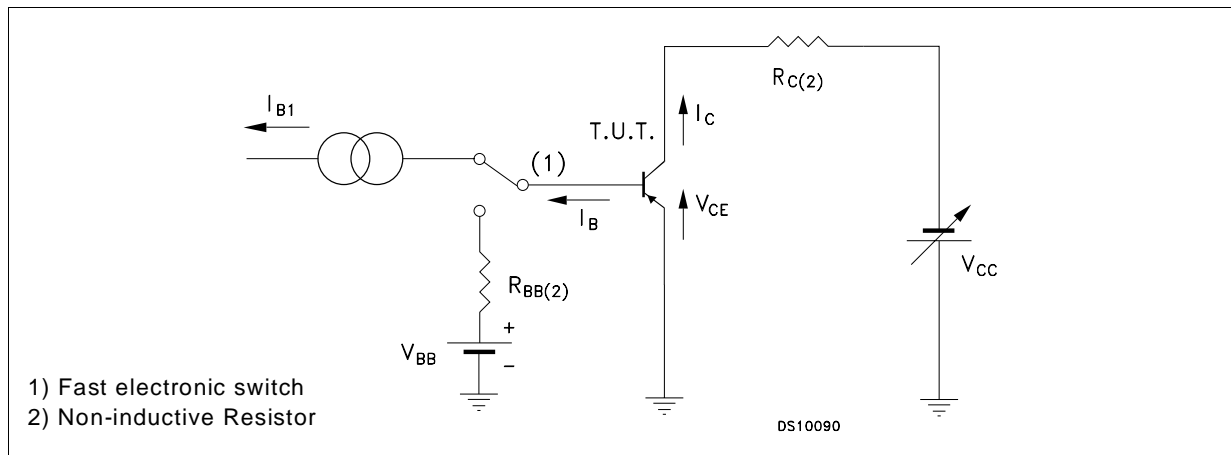 R_C(2)
I_B1
I_C
T.U.T.
(1)
V_CE
I_B
V_CC
R_BB(2)
+
V_BB
–
1) Fast electronic switch
2) Non-inductive Resistor
DS10090